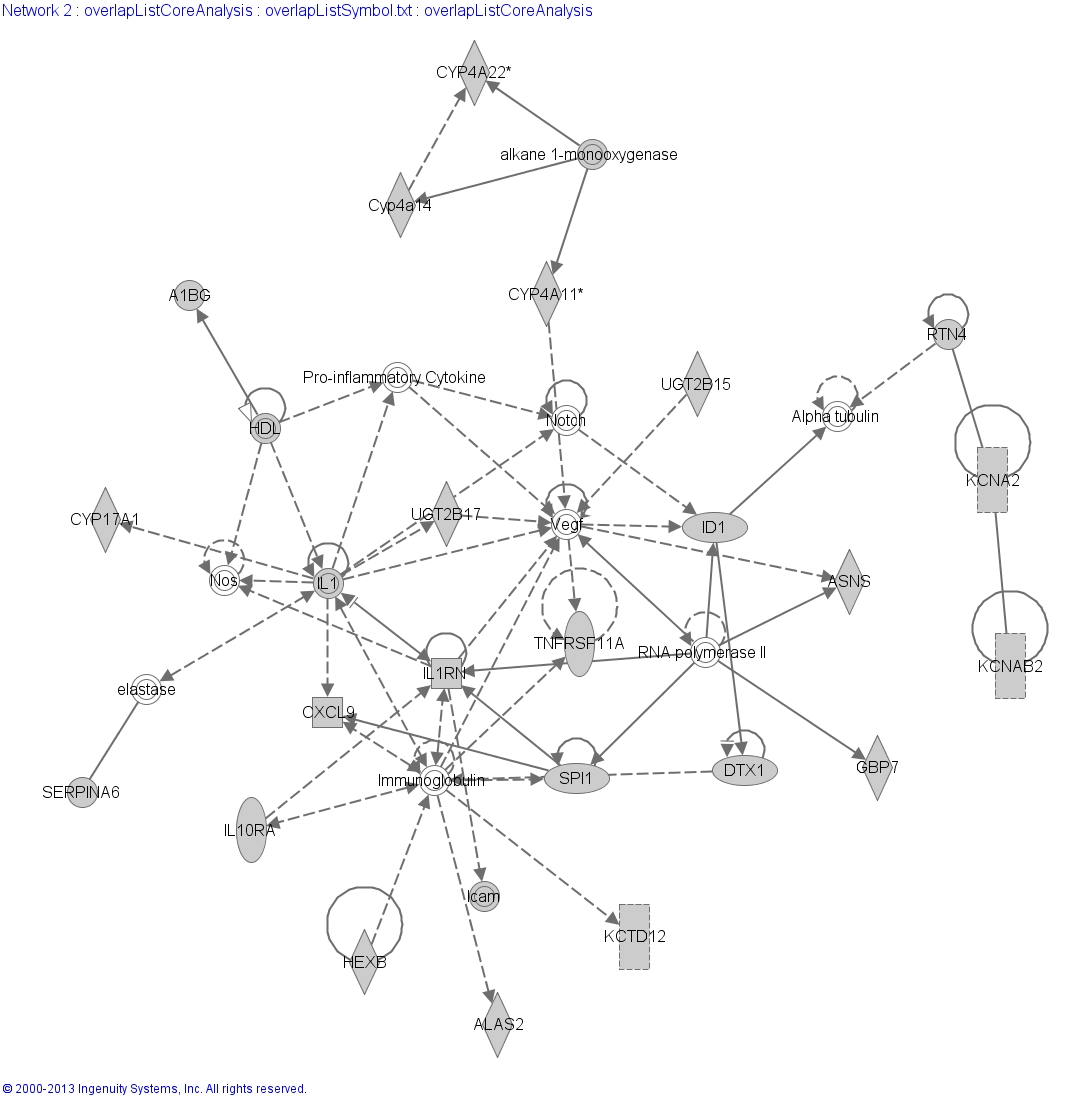 Network 2 : overlapListCoreAnalysis : overlapListSymbol.txt : overlapListCoreAnalysis
CYP4A22*
alkane 1-monooxygenase
Cyp4a14
CYP4A11*
A1BG
RTN4
Pro-inflammatory Cytokine
UGT2B15
Notch
Alpha tubulin
HDL
KCNA2
CYP17A1
UGT2B17
Vegf
ID1
Nos
IL1
ASNS
TNFRSF11A
RNA polymerase II
KCNAB2
IL1RN
elastase
CXCL9
Immunoglobulin
SPI1
DTX1
GBP7
SERPINA6
IL10RA
Icam
KCTD12
HEXB
ALAS2
© 2000-2013 Ingenuity Systems, Inc. All rights reserved.